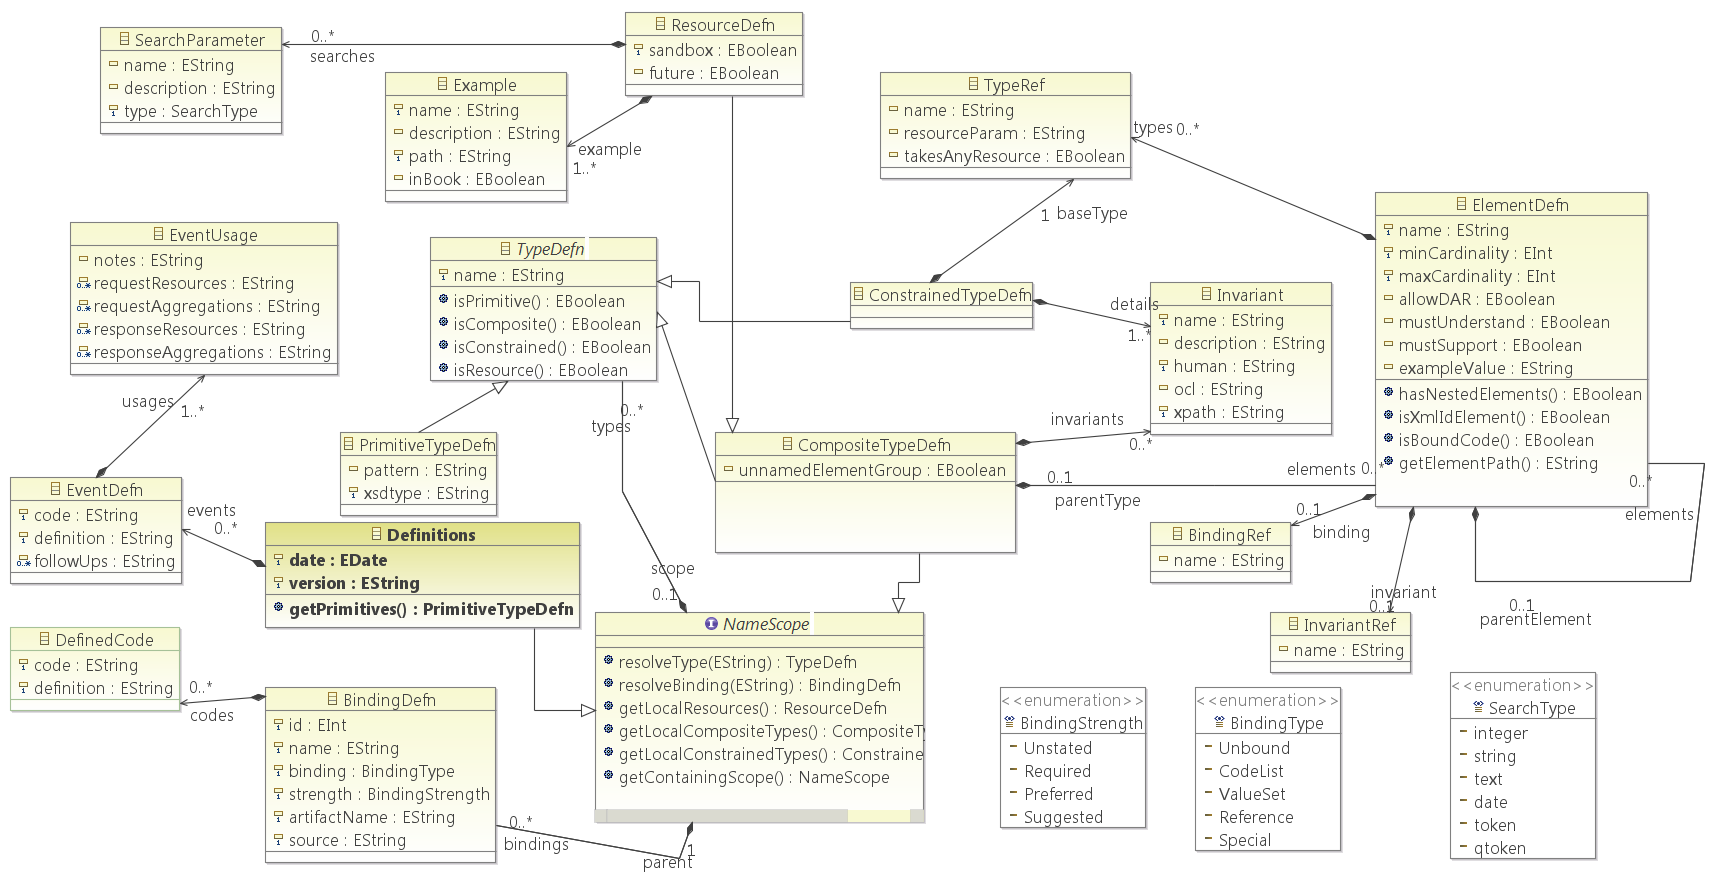 SearchParameter
name : EString
description : EString
type : SearchType
0..*
searches
ResourceDefn
sandbox : EBoolean
future : EBoolean
Example
name : EString
description : EString
path : EString
inBook : EBoolean
example
1..*
TypeRef
name : EString
resourceParam : EString
takesAnyResource : EBoolean
types 0..*
1 baseType
ElementDefn
name : EString
minCardinality : EInt
maxCardinality : EInt
allowDAR : EBoolean
mustUnderstand : EBoolean
mustSupport : EBoolean
exampleValue : EString
hasNestedElements() : EBoolean
isXmlIdElement() : EBoolean
isBoundCode() : EBoolean
getElementPath() : EString
EventUsage
notes : EString
0..* requestResources : EString
0..* requestAggregations : EString
0..* responseResources : EString
0..* responseAggregations : EString
usages
1..*
TypeDefn
name : EString
isPrimitive() : EBoolean
isComposite() : EBoolean
isConstrained() : EBoolean
isResource() : EBoolean
0..*
types
ConstrainedTypeDefn
details
1..*
Invariant
name : EString
description : EString
human : EString
ocl : EString
xpath : EString
invariants
0..*
PrimitiveTypeDefn
pattern : EString
xsdtype : EString
CompositeTypeDefn
unnamedElementGroup : EBoolean
0..1
parentType
elements 0..*
0..*
elements
0..1
parentElement
0..1
binding
BindingRef
name : EString
invariant
0..1
InvariantRef
name : EString
EventDefn
code : EString
definition : EString
0..* followUps : EString
events
0..*
Definitions
date : EDate
version : EString
getPrimitives() : PrimitiveTypeDefn
scope
0..1
NameScope
resolveType(EString) : TypeDefn
resolveBinding(EString) : BindingDefn
getLocalResources() : ResourceDefn
getLocalCompositeTypes() : CompositeT
getLocalConstrainedTypes() : Constraine
getContainingScope() : NameScope
DefinedCode
code : EString
definition : EString
0..*
codes
BindingDefn
id : EInt
name : EString
binding : BindingType
strength : BindingStrength
artifactName : EString
source : EString
0..*
bindings
1
parent
<<enumeration>>
BindingStrength
Unstated
Required
Preferred
Suggested
<<enumeration>>
BindingType
Unbound
CodeList
ValueSet
Reference
Special
<<enumeration>>
SearchType
integer
string
text
date
token
qtoken